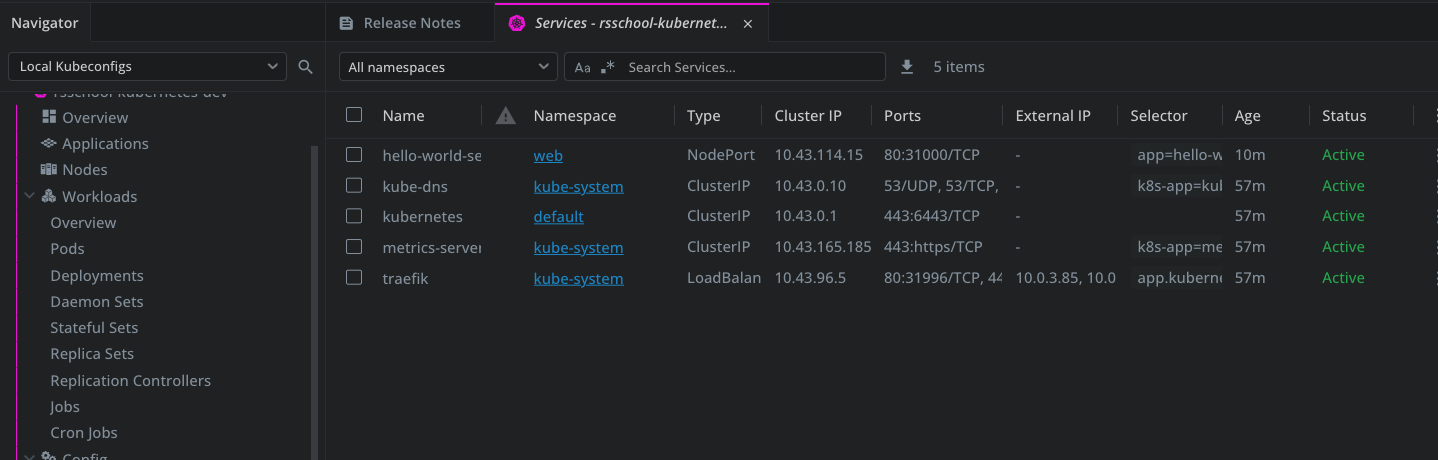 Navigator
Release Notes
Services - rsschool-kubernet...
Local Kubeconfigs
All namespaces
Aa .* Search Services...
5 items
rsschool-kubernetes-dev
Overview
Applications
Nodes
Workloads
Overview
Pods
Deployments
Daemon Sets
Stateful Sets
Replica Sets
Replication Controllers
Jobs
Cron Jobs
Config
Name Namespace Type Cluster IP Ports External IP Selector Age Status
hello-world-se web NodePort 10.43.114.15 80:31000/TCP - app=hello-w 10m Active
kube-dns kube-system ClusterIP 10.43.0.10 53/UDP, 53/TCP, - k8s-app=kul 57m Active
kubernetes default ClusterIP 10.43.0.1 443:6443/TCP - 57m Active
metrics-server kube-system ClusterIP 10.43.165.185 443:https/TCP - k8s-app=me 57m Active
traefik kube-system LoadBalan 10.43.96.5 80:31996/TCP, 44 10.0.3.85, 10.0 app.kuberne 57m Active